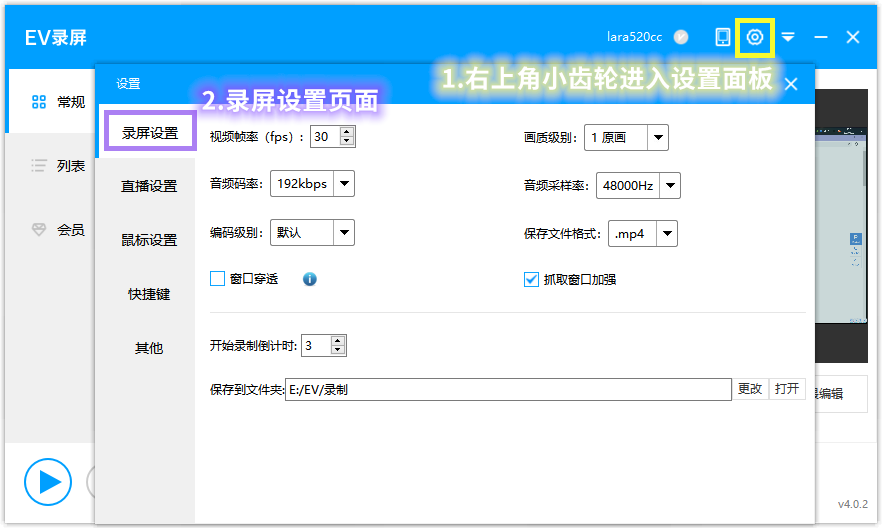 EV录屏
lara520cc
1.右上角小齿轮进入设置面板
设置
2.录屏设置页面
常规
列表
会员
录屏设置
直播设置
鼠标设置
快捷键
其他
视频帧率（fps）: 30
画质级别: 1 原画
音频码率: 192kbps
音频采样率: 48000Hz
编码级别: 默认
保存文件格式: .mp4
窗口穿透
抓取窗口加强
开始录制倒计时: 3
保存到文件夹: E:/EV/录制
更改
打开
编辑
v4.0.2